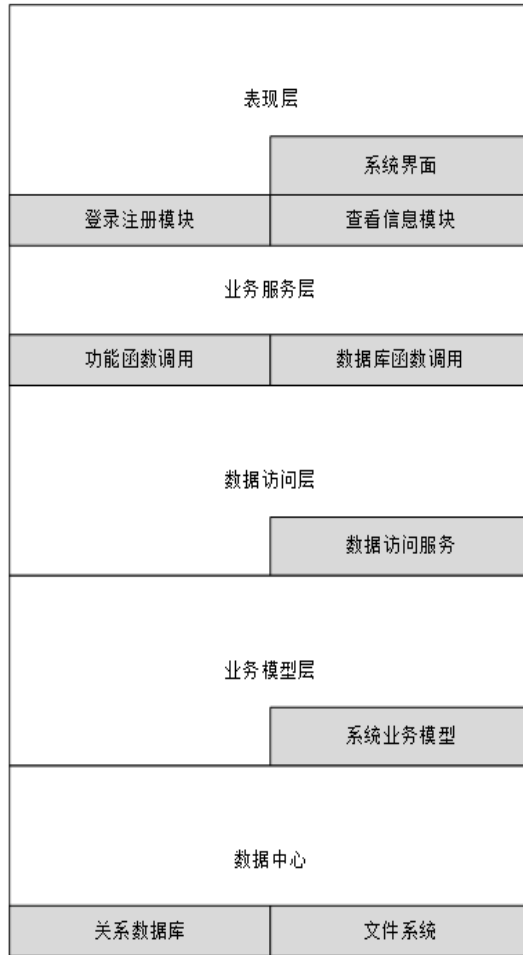 表现层
系统界面
登录注册模块
查看信息模块
业务服务层
功能函数调用
数据库函数调用
数据访问层
数据访问服务
业务模型层
系统业务模型
数据中心
关系数据库
文件系统